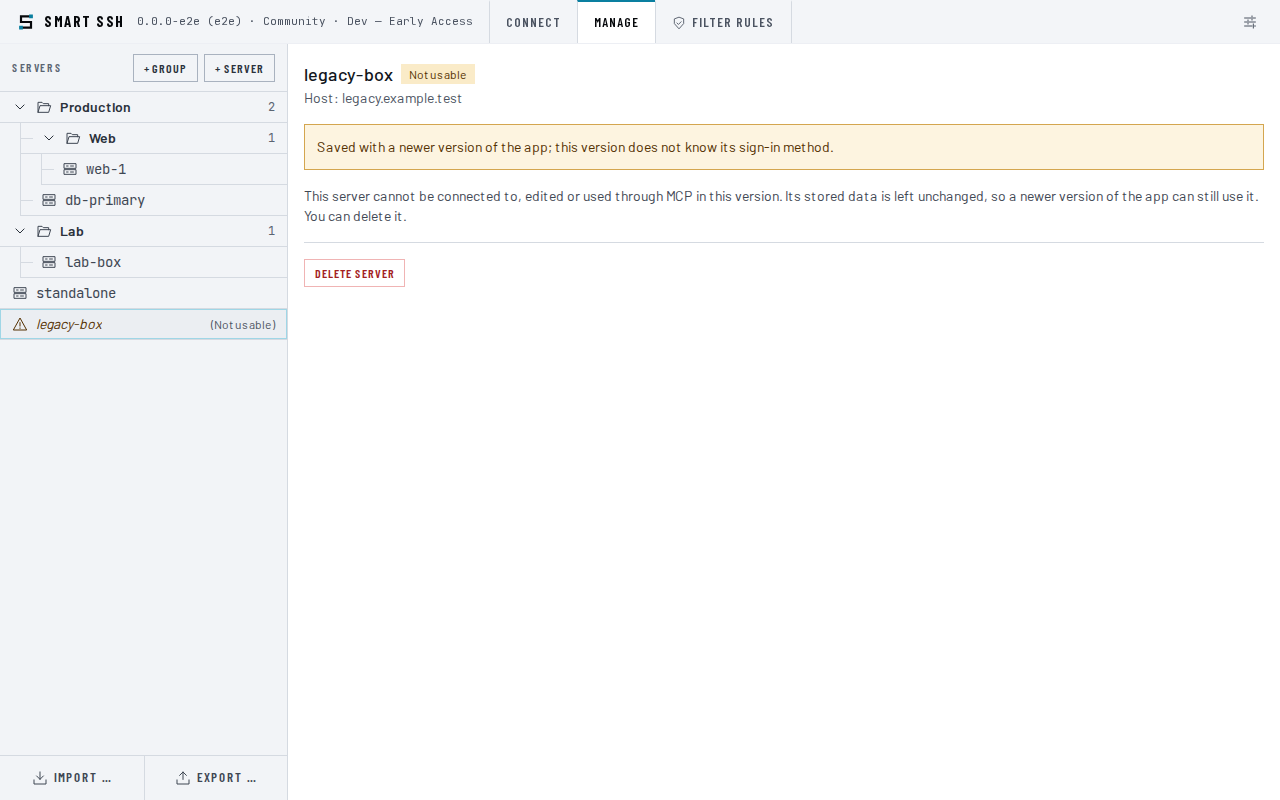 SMART SSH 0.0.0-e2e (e2e) · Community · Dev — Early Access CONNECT MANAGE FILTER RULES
SERVERS + GROUP + SERVER
Production 2
Web 1
web-1
db-primary
Lab 1
lab-box
standalone
legacy-box (Not usable)
IMPORT ... EXPORT ...
legacy-box Not usable
Host: legacy.example.test
Saved with a newer version of the app; this version does not know its sign-in method.
This server cannot be connected to, edited or used through MCP in this version. Its stored data is left unchanged, so a newer version of the app can still use it.
You can delete it.
DELETE SERVER